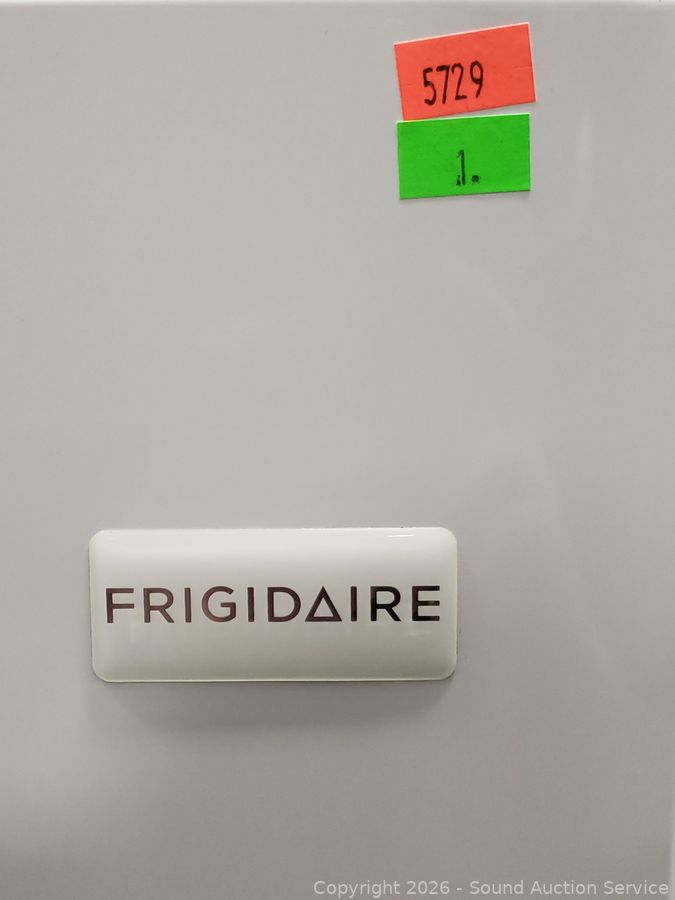 5729
1.
FRIGIDAIRE
Copyright 2026 - Sound Auction Service